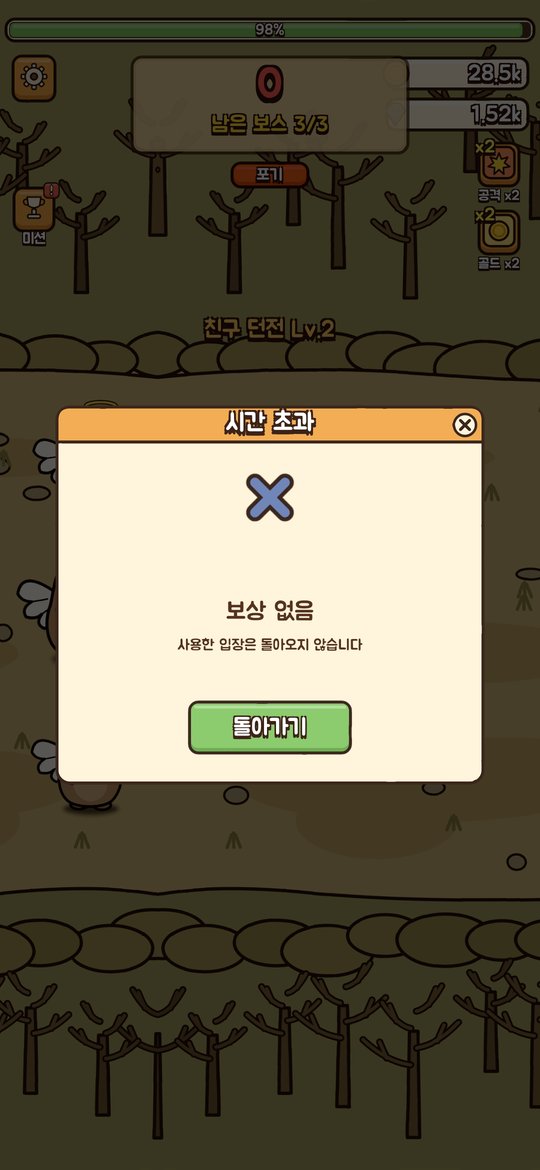 98%
0
28.5k
남은 보스 3/3
1.52k
포기
x2
공격 x2
!
미션
x2
골드 x2
친구 던전 Lv.2
시간 초과
보상 없음
사용한 입장은 돌아오지 않습니다
돌아가기